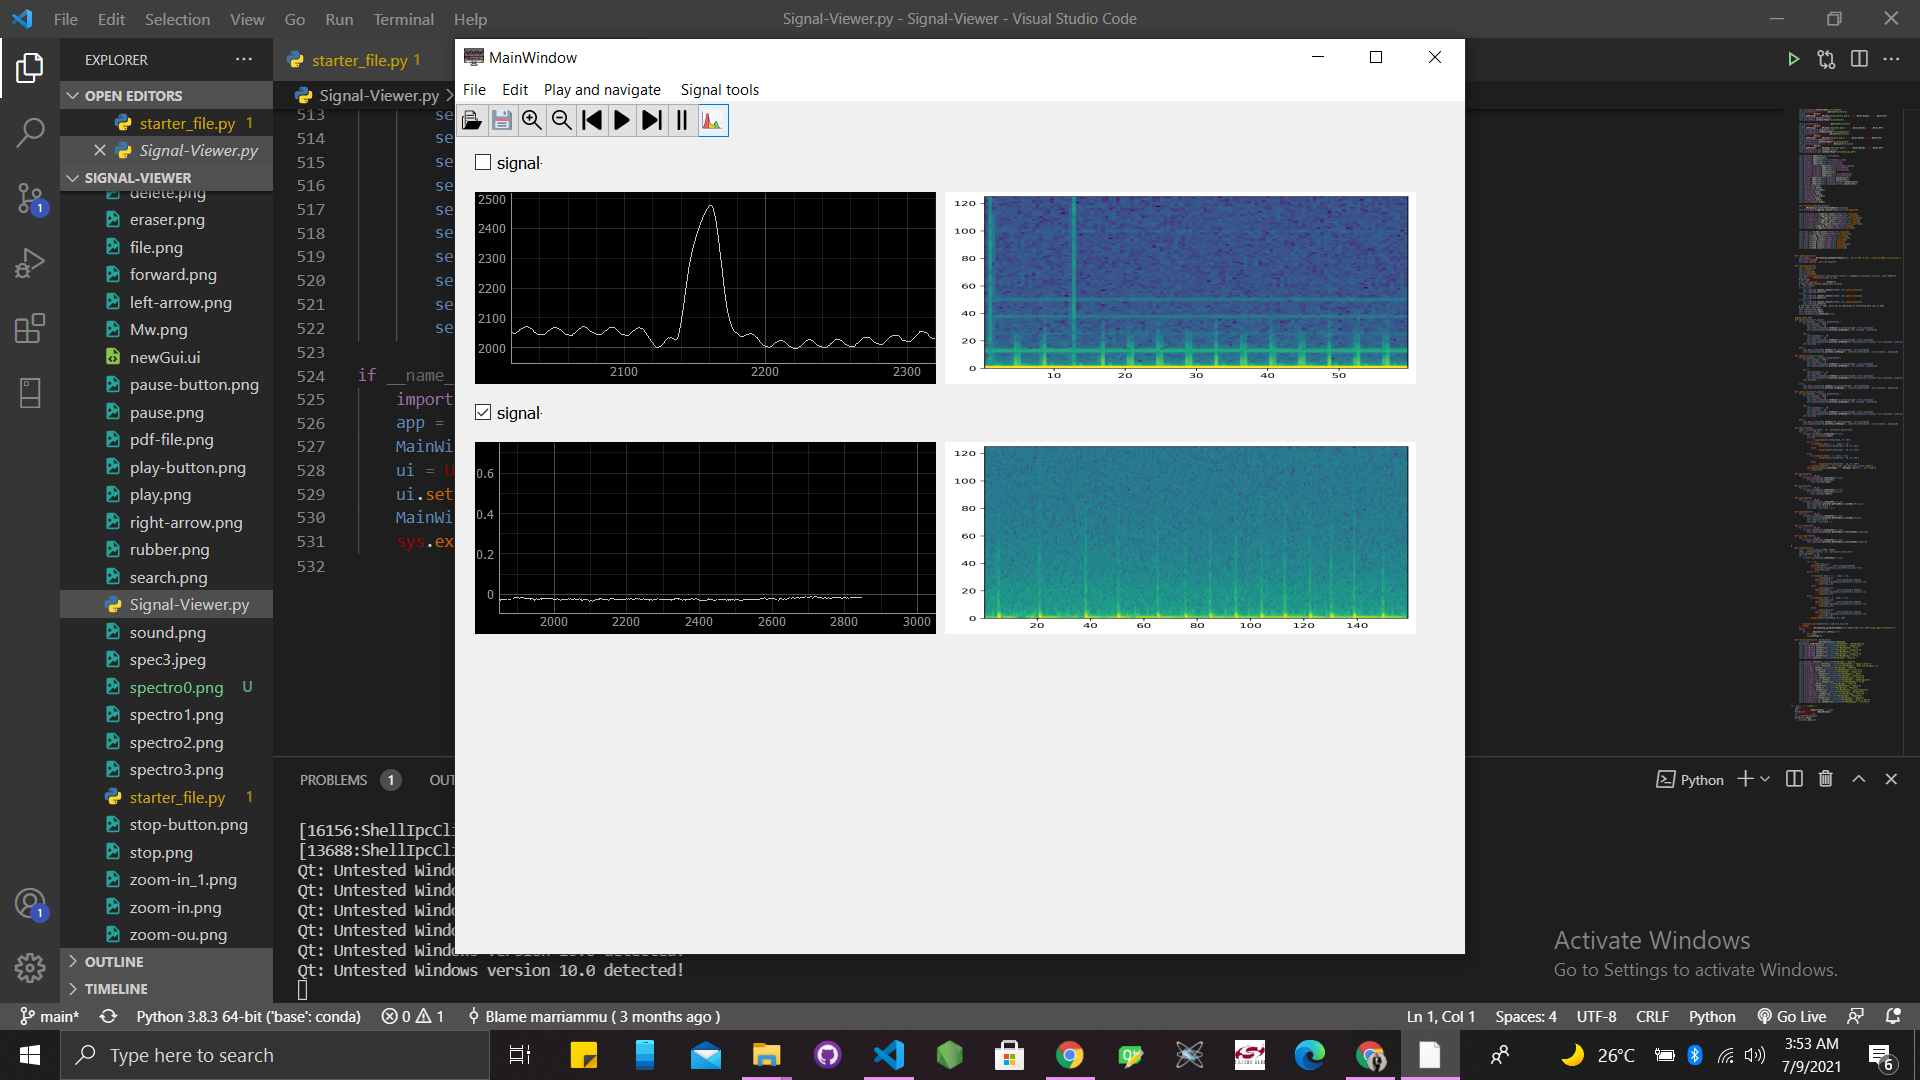 File Edit Selection View Go Run Terminal Help
Signal-Viewer.py - Signal-Viewer - Visual Studio Code
EXPLORER
OPEN EDITORS
starter_file.py 1
Signal-Viewer.py
SIGNAL-VIEWER
delete.png
eraser.png
file.png
forward.png
left-arrow.png
Mw.png
newGui.ui
pause-button.png
pause.png
pdf-file.png
play-button.png
play.png
right-arrow.png
rubber.png
search.png
Signal-Viewer.py
sound.png
spec3.jpeg
spectro0.png U
spectro1.png
spectro2.png
spectro3.png
starter_file.py 1
stop-button.png
stop.png
zoom-in_1.png
zoom-in.png
zoom-ou.png
OUTLINE
TIMELINE
1
1
starter_file.py 1
Signal-Viewer.py
513 se
514 se
515 se
516 se
517 se
518 se
519 se
520 se
521 se
522 se
523
524 if __name_
525 import
526 app =
527 MainWi
528 ui =
529 ui.set
530 MainWi
531 sys.ex
532
MainWindow
File Edit Play and navigate Signal tools
signal
2500
2400
2300
2200
2100
2000
2100 2200 2300
120
100
80
60
40
20
0
10 20 30 40 50
signal
0.6
0.4
0.2
0
2000 2200 2400 2600 2800 3000
120
100
80
60
40
20
0
20 40 60 80 100 120 140
PROBLEMS 1 OU
Python
[16156:ShellIpcCli
[13688:ShellIpcCli
Qt: Untested Windo
Qt: Untested Windo
Qt: Untested Windo
Qt: Untested Windo
Qt: Untested Windows version 10.0 detected!
Qt: Untested Windows version 10.0 detected!
Activate Windows
Go to Settings to activate Windows.
main* Python 3.8.3 64-bit ('base': conda) 0 1 Blame marriammu ( 3 months ago )
Ln 1, Col 1 Spaces: 4 UTF-8 CRLF Python Go Live
Type here to search
26°C
3:53 AM
7/9/2021
6